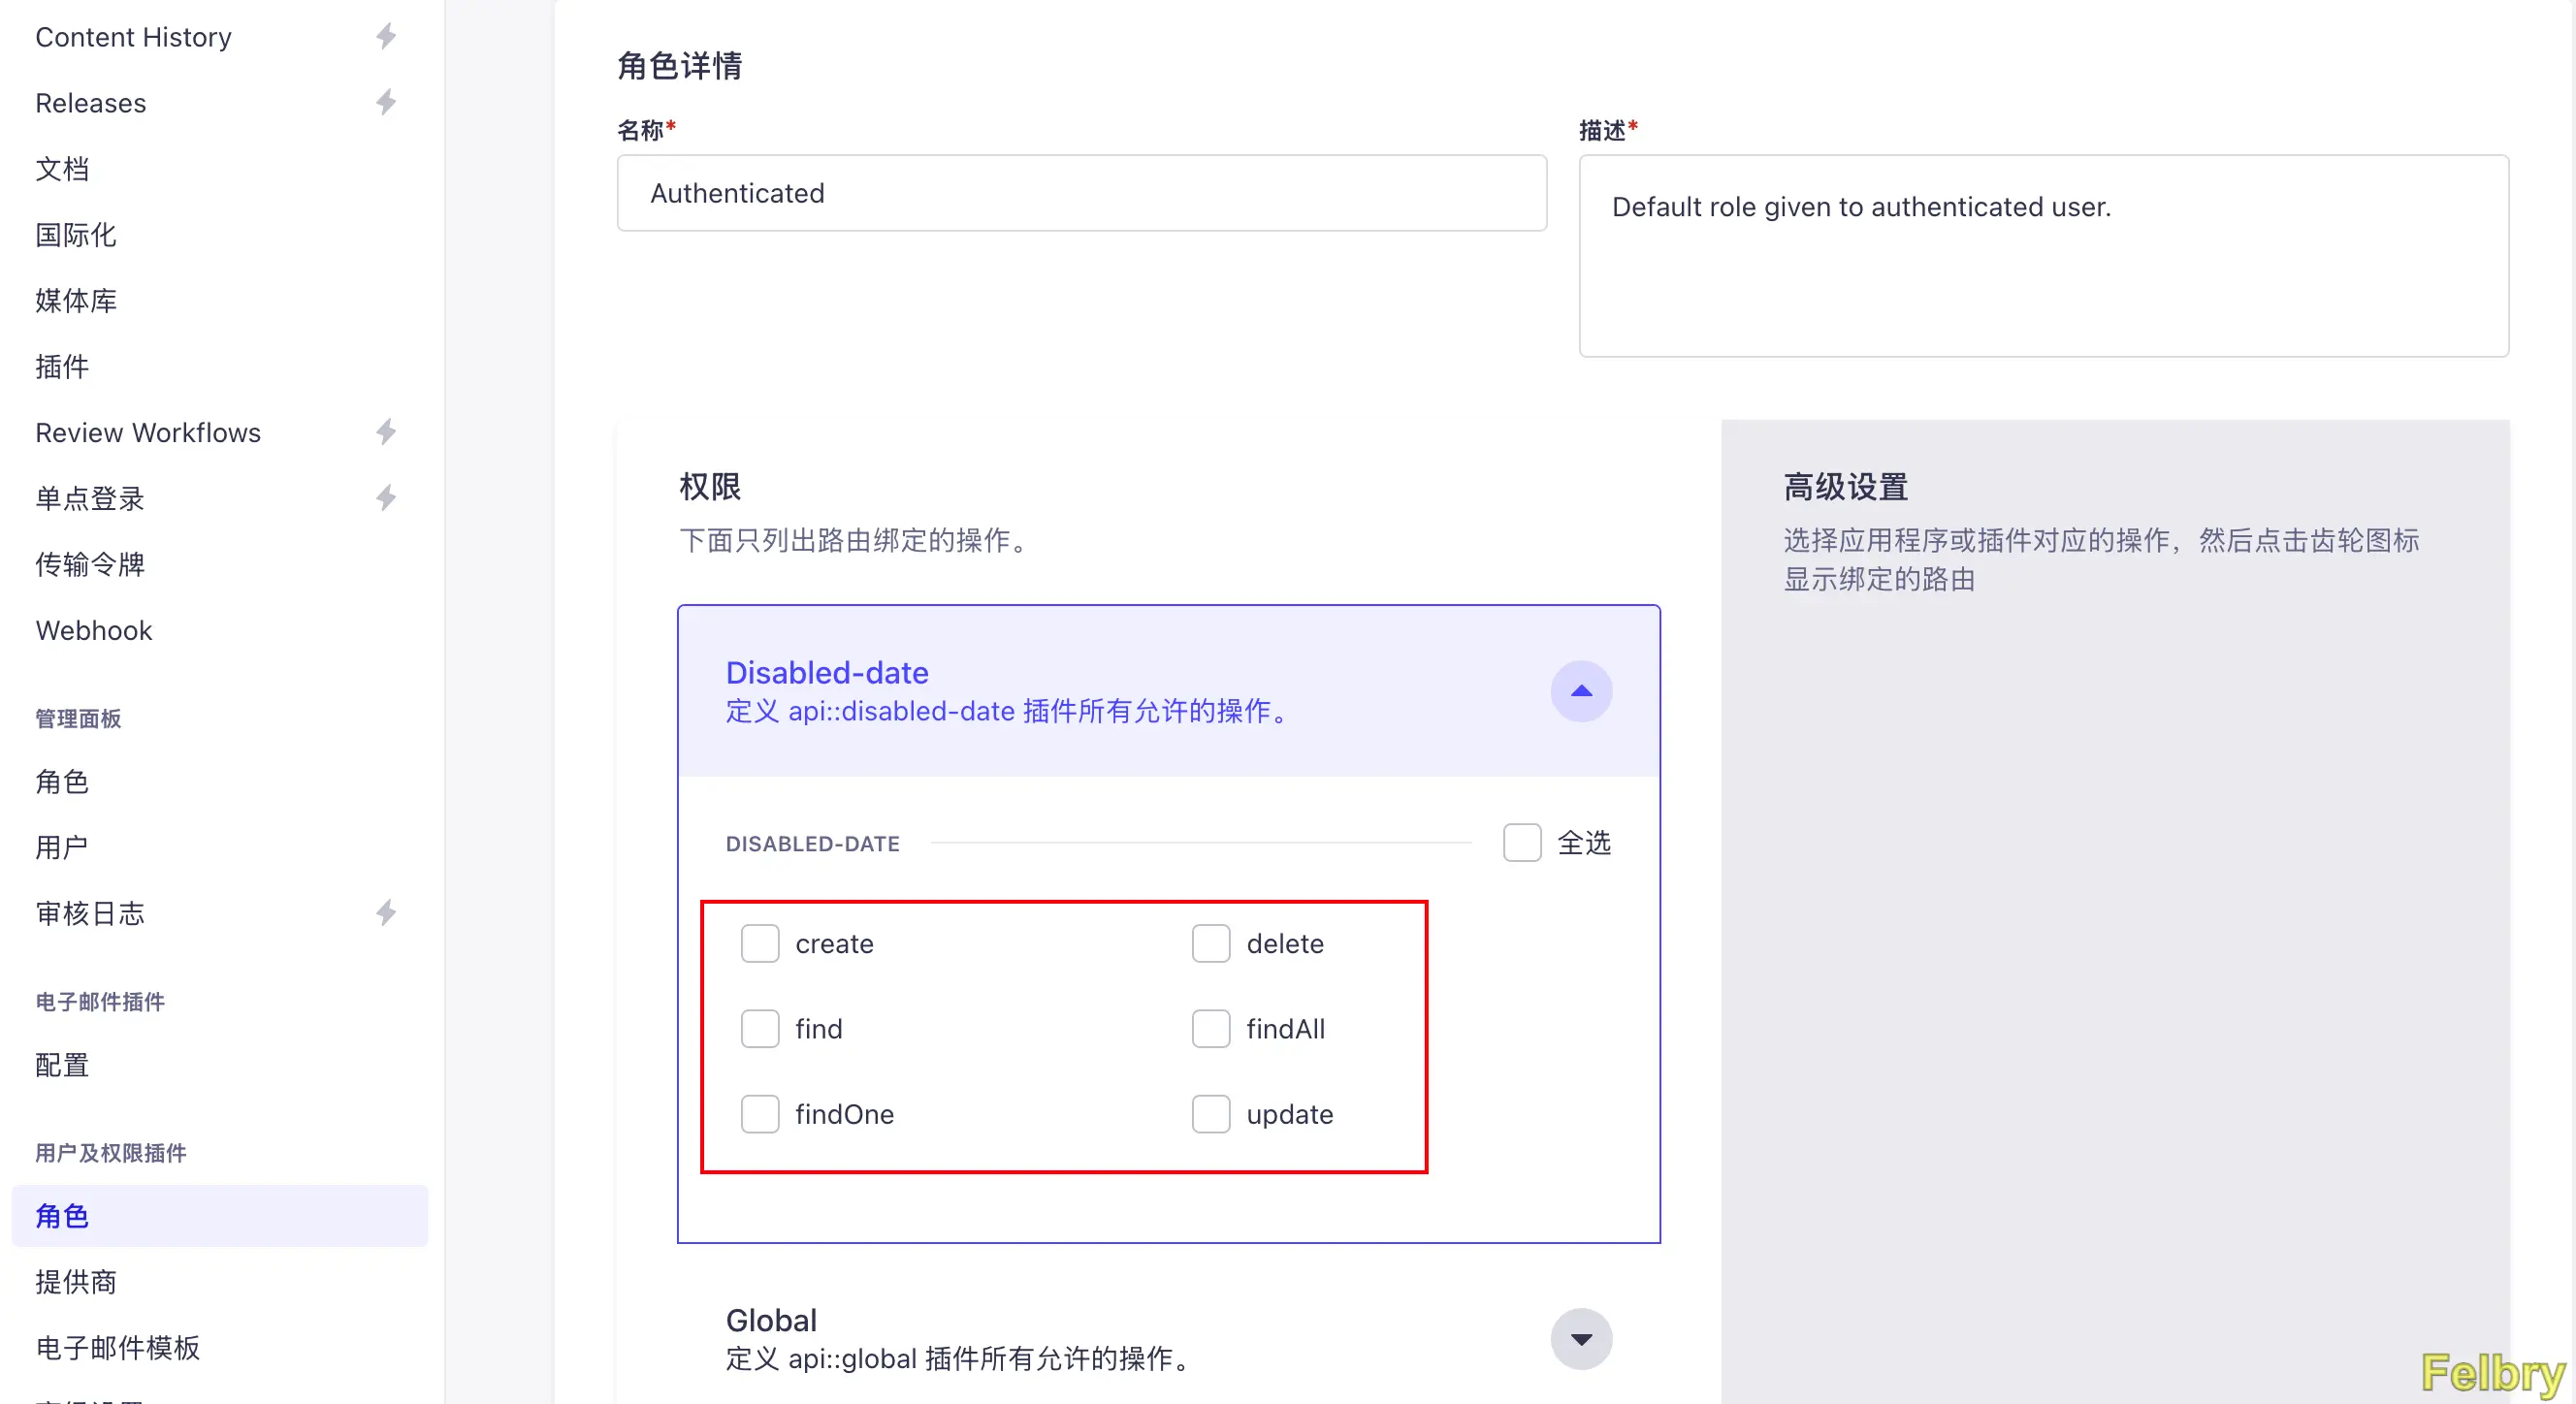 Content History
Releases
文档
国际化
媒体库
插件
Review Workflows
单点登录
传输令牌
Webhook
管理面板
角色
用户
审核日志
电子邮件插件
配置
用户及权限插件
角色
提供商
电子邮件模板
角色详情
名称*
Authenticated
描述*
Default role given to authenticated user.
权限
下面只列出路由绑定的操作。
Disabled-date
定义 api::disabled-date 插件所有允许的操作。
DISABLED-DATE
全选
create
delete
find
findAll
findOne
update
Global
定义 api::global 插件所有允许的操作。
高级设置
选择应用程序或插件对应的操作，然后点击齿轮图标
显示绑定的路由
Felbry